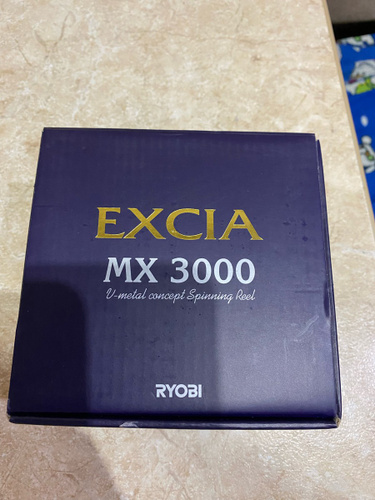 EXCIA
MX 3000
V-metal concept Spinning Reel
RYOBI